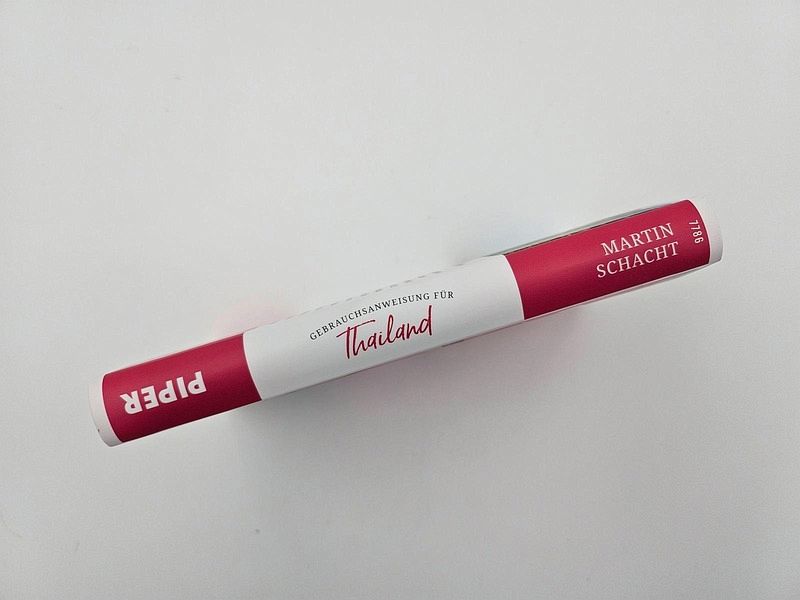 MARTIN
SCHACHT
7786
GEBRAUCHSANWEISUNG FÜR
Thailand
PIPER